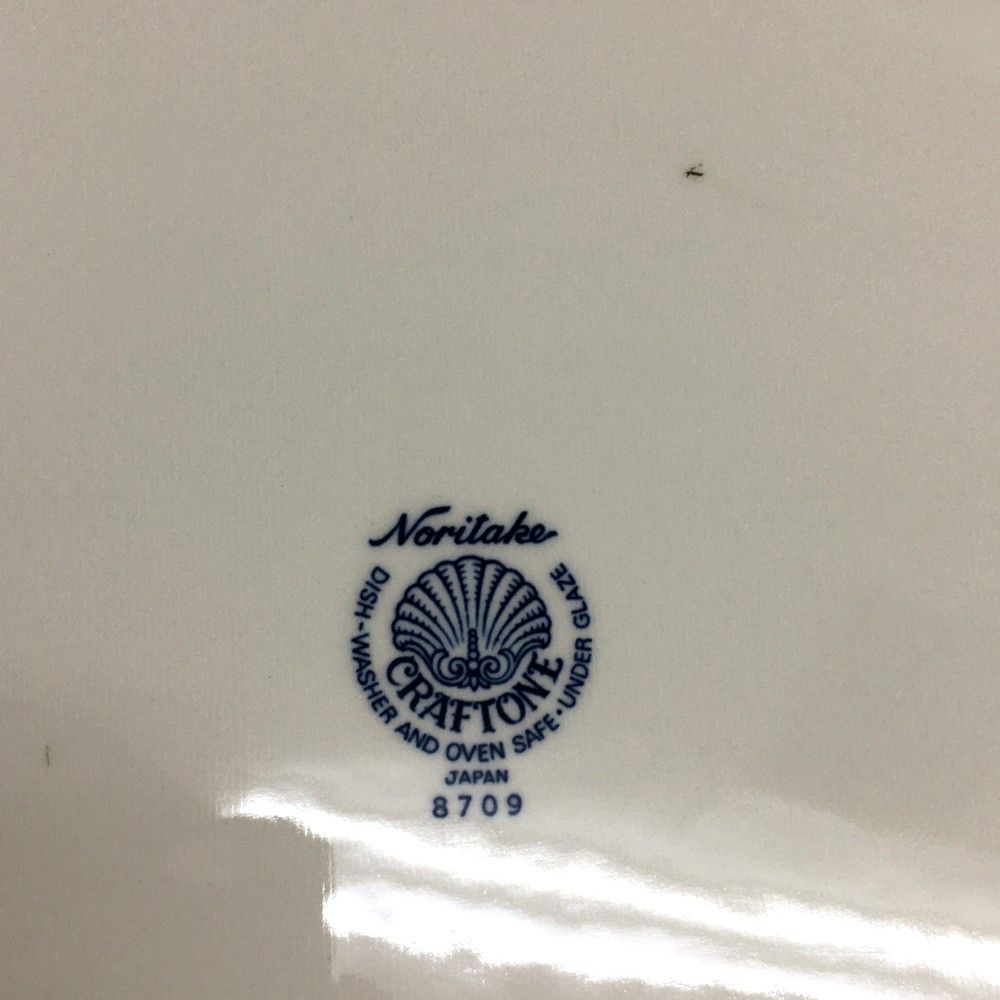 Noritake
CRAFTONE
DISH-WASHER AND OVEN SAFE·UNDER GLAZE
JAPAN
8709